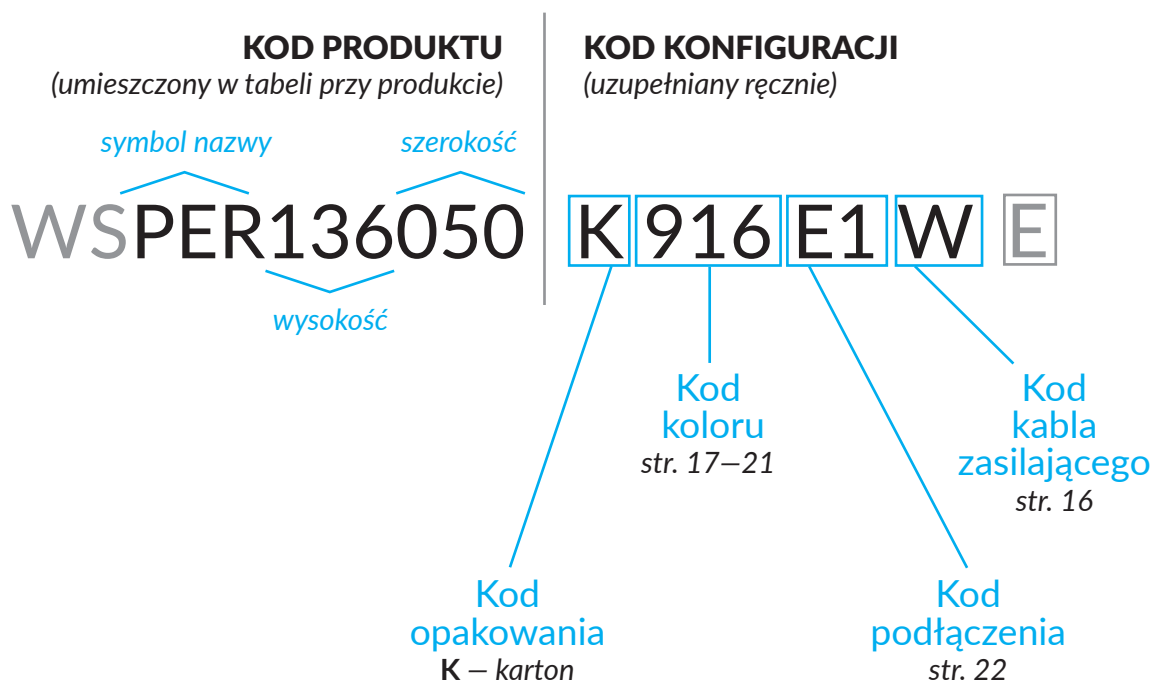 KOD PRODUKTU
(umieszczony w tabeli przy produkcie)
KOD KONFIGURACJI
(uzupełniany ręcznie)
symbol nazwy
szerokość
WSPER136050
K 916 E1 W E
wysokość
Kod
koloru
str. 17—21
Kod
kabla
zasilającego
str. 16
Kod
opakowania
K — karton
Kod
podłączenia
str. 22